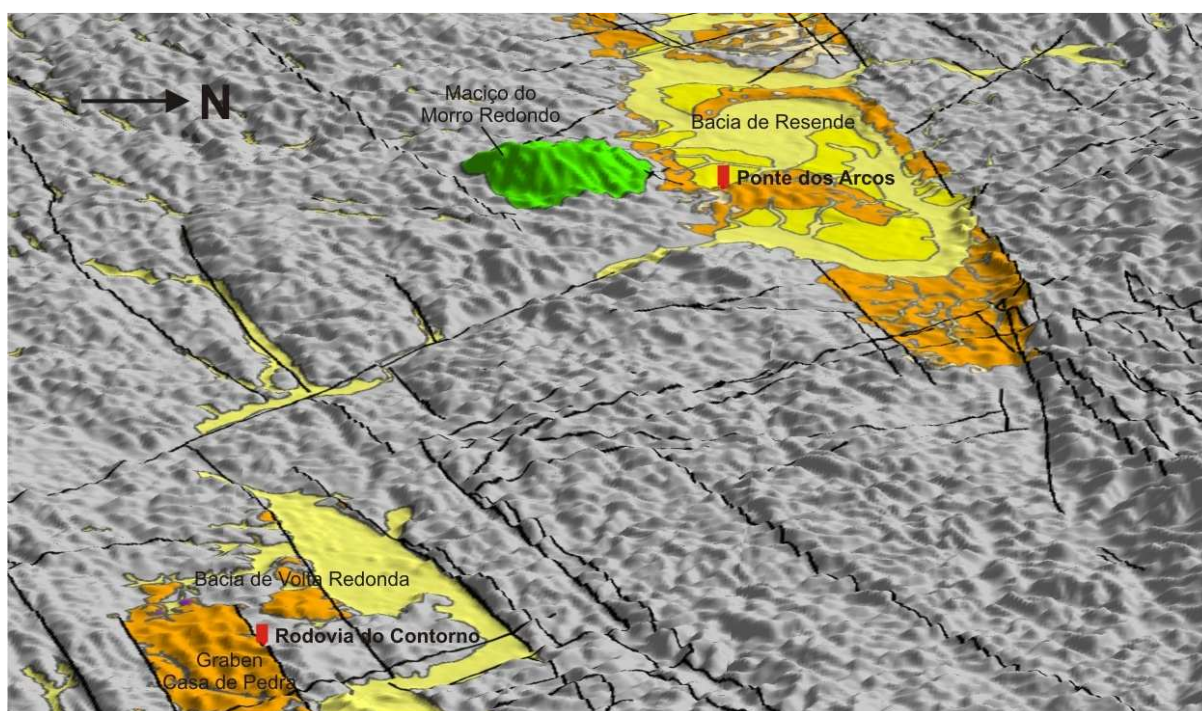 N
Maciço do
Morro Redondo
Bacia de Resende
Ponte dos Arcos
Bacia de Volta Redonda
Rodovia do Contorno
Graben
Casa de Pedra